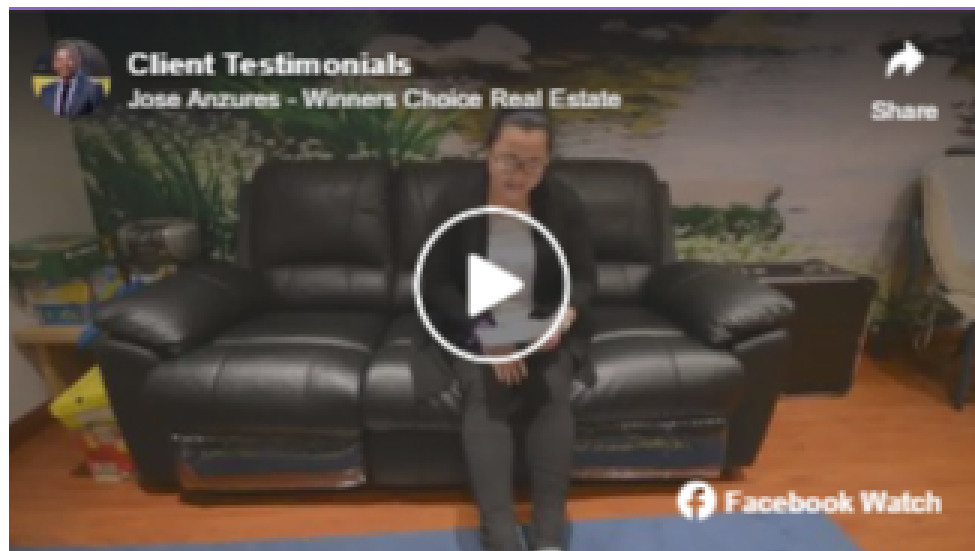 Client Testimonials
Jose Anzures - Winners Choice Real Estate
Share
Facebook Watch